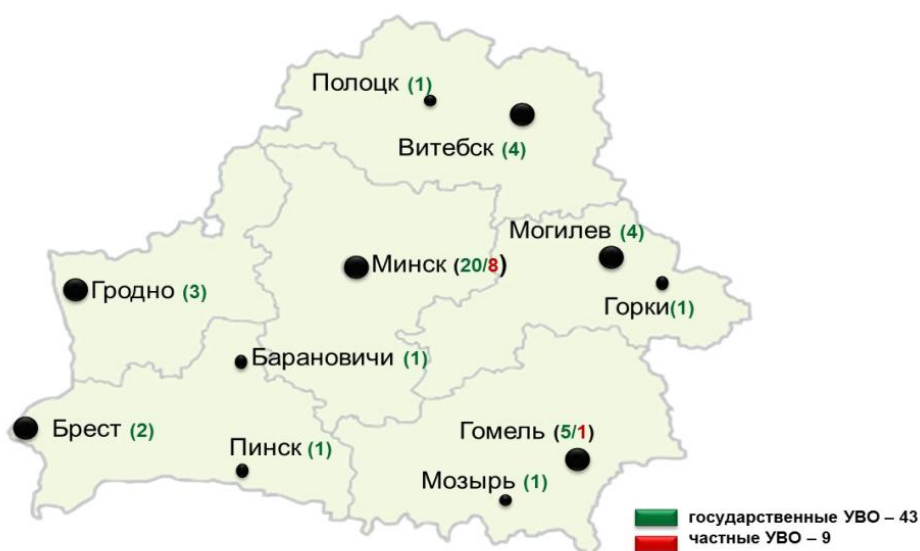 Полоцк (1)
Витебск (4)
Могилев (4)
Минск (20/8)
Гродно (3)
Горки(1)
Барановичи (1)
Брест (2)
Гомель (5/1)
Пинск (1)
Мозырь (1)
государственные УВО – 43
частные УВО – 9